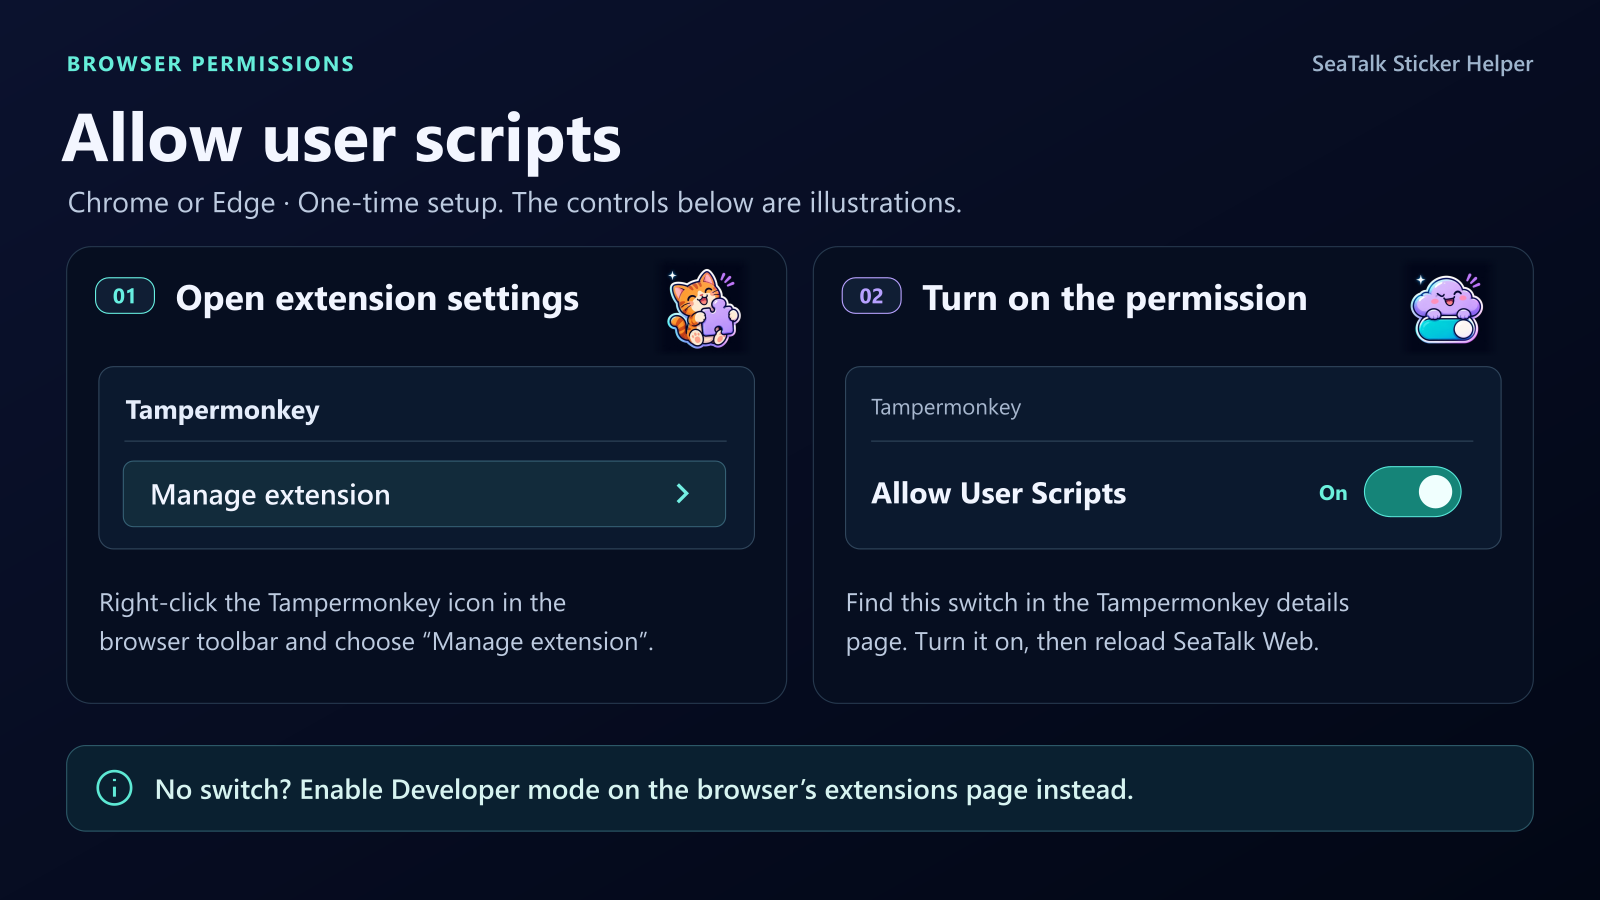 BROWSER PERMISSIONS
SeaTalk Sticker Helper
Allow user scripts
Chrome or Edge · One-time setup. The controls below are illustrations.
01
Open extension settings
Tampermonkey
Manage extension
Right-click the Tampermonkey icon in the
browser toolbar and choose “Manage extension”.
02
Turn on the permission
Tampermonkey
Allow User Scripts
On
Find this switch in the Tampermonkey details
page. Turn it on, then reload SeaTalk Web.
No switch? Enable Developer mode on the browser’s extensions page instead.